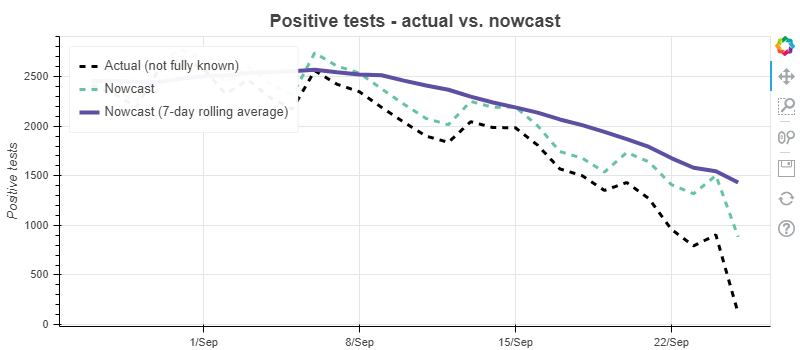 Positive tests - actual vs. nowcast
Actual (not fully known)
Nowcast
Nowcast (7-day rolling average)
Positive tests
2500
2000
1500
1000
500
0
1/Sep
8/Sep
15/Sep
22/Sep